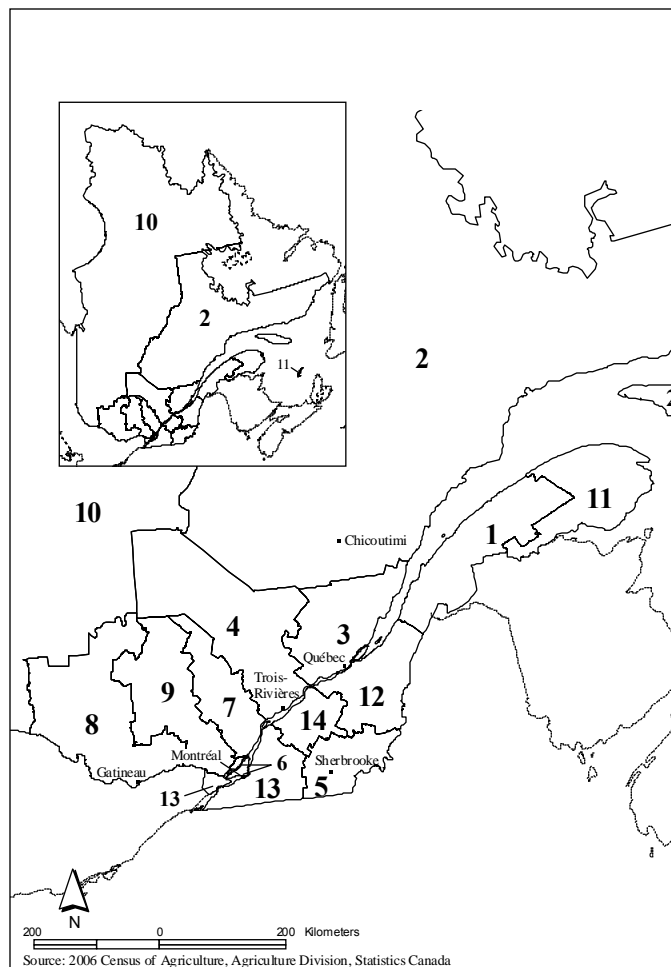 10
2
11
2
2
10
11
1
Chicoutimi
4
3
Québec
Trois-
Rivières
12
9
7
8
14
Montréal
6
Sherbrooke
Gatineau
13
13
5
N
200 0 200 Kilometers
Source: 2006 Census of Agriculture, Agriculture Division, Statistics Canada